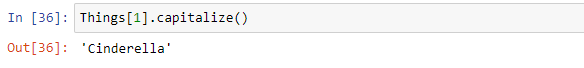 In [36]: Things[1].capitalize()
Out[36]: 'Cinderella'